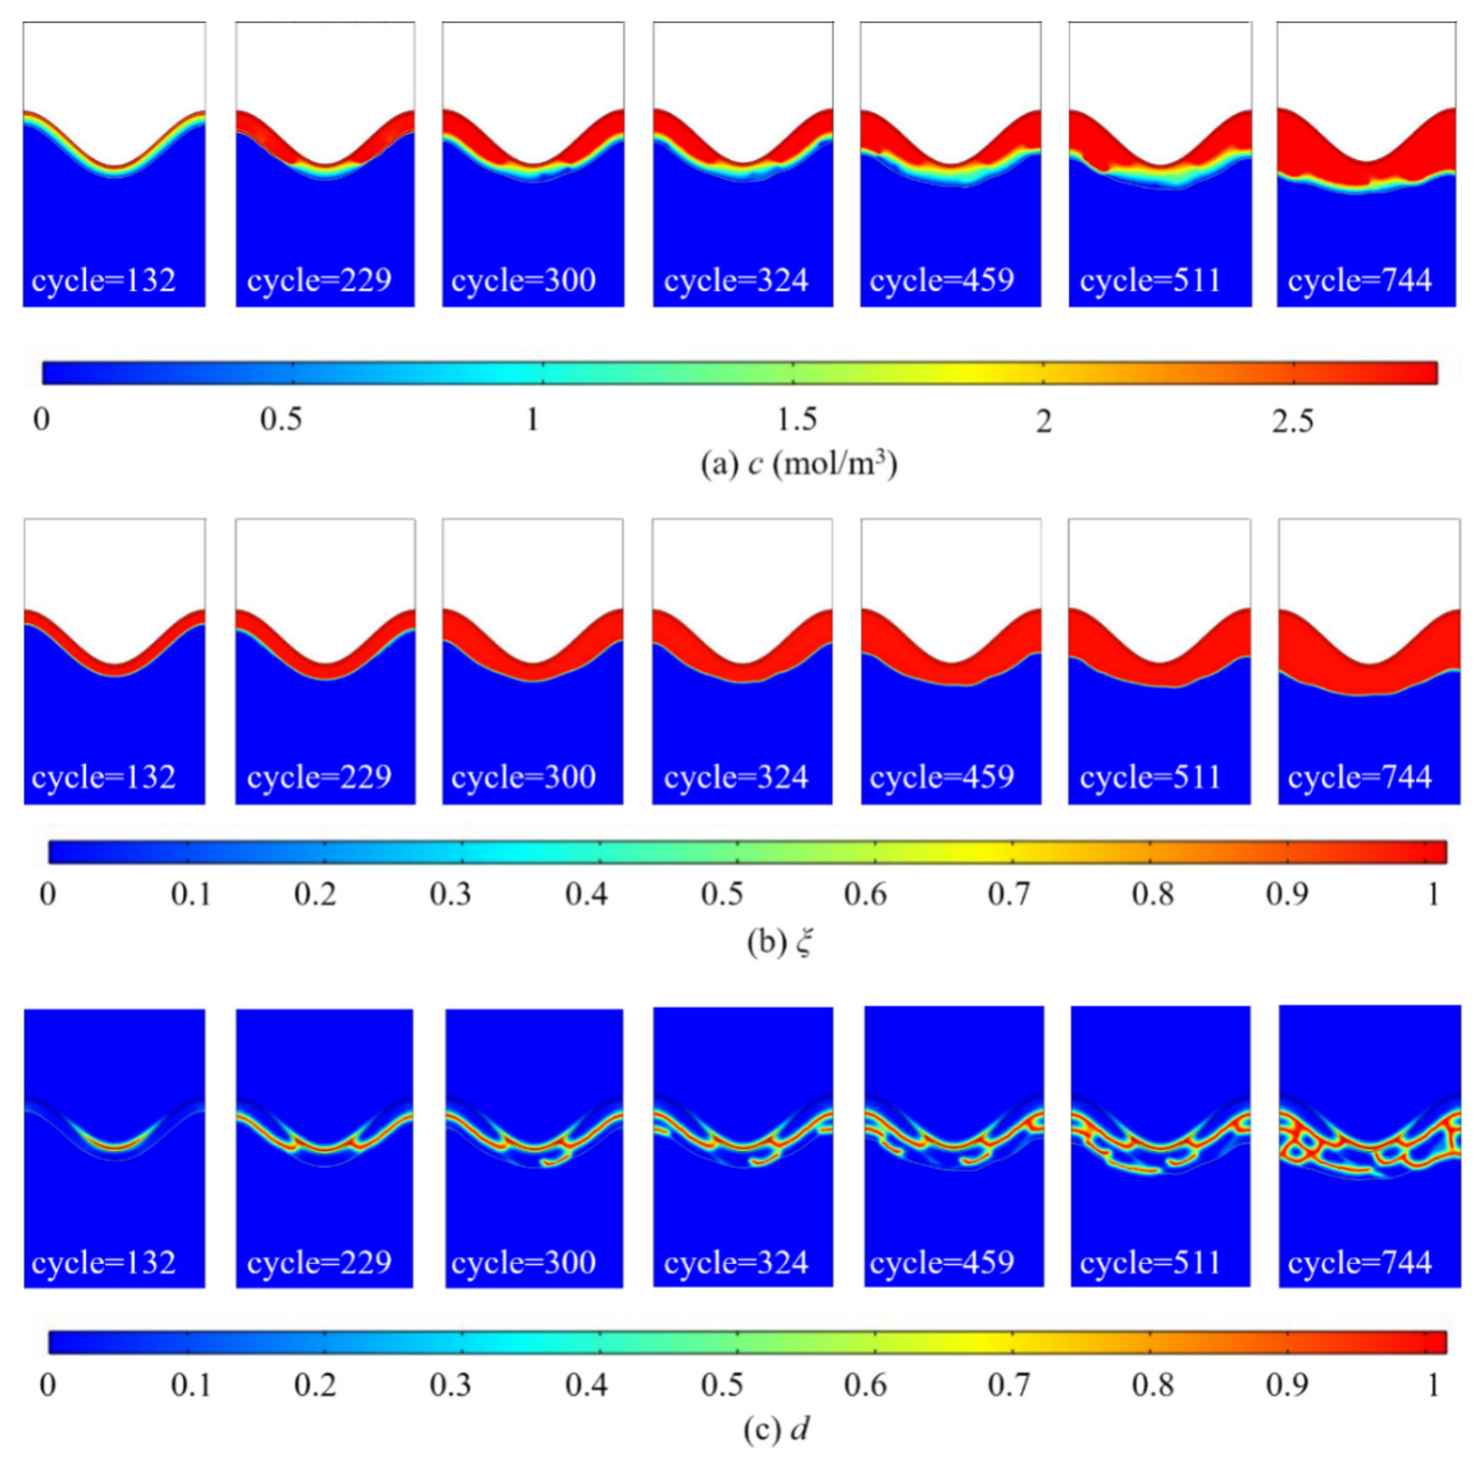 cycle=132 cycle=229 cycle=300 cycle=324 cycle=459 cycle=511 cycle=744
0 0.5 1 1.5 2 2.5
(a) c (mol/m³)
cycle=132 cycle=229 cycle=300 cycle=324 cycle=459 cycle=511 cycle=744
0 0.1 0.2 0.3 0.4 0.5 0.6 0.7 0.8 0.9 1
(b) ξ
cycle=132 cycle=229 cycle=300 cycle=324 cycle=459 cycle=511 cycle=744
0 0.1 0.2 0.3 0.4 0.5 0.6 0.7 0.8 0.9 1
(c) d